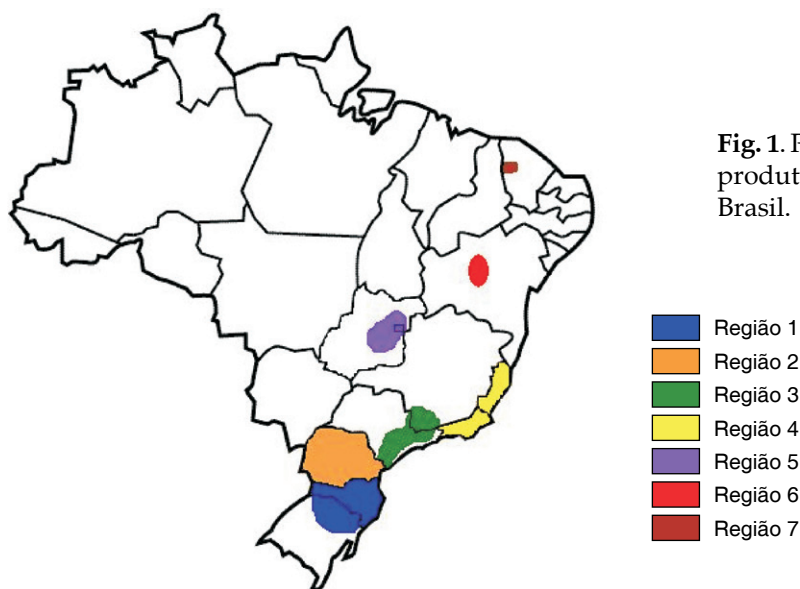 Fig. 1. 
produt
Brasil.
Região 1
Região 2
Região 3
Região 4
Região 5
Região 6
Região 7